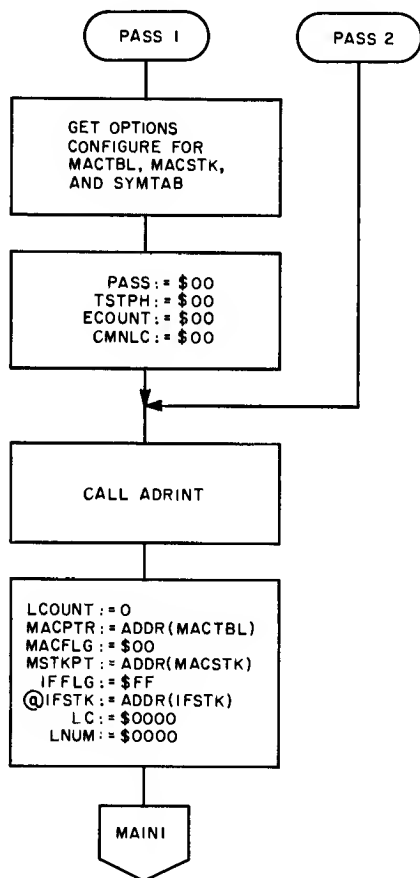 PASS 1
PASS 2
GET OPTIONS
CONFIGURE FOR
MACTBL, MACSTK,
AND SYMTAB
PASS:= $00
TSTPH:= $00
ECOUNT:= $00
CMNLC:= $00
CALL ADRINT
LCOUNT:=0
MACPTR:=ADDR(MACTBL)
MACFLG:=$00
MSTKPT:=ADDR(MACSTK)
IFFLG:=$FF
@IFSTK:=ADDR(IFSTK)
LC:=$0000
LNUM:=$0000
MAIN1